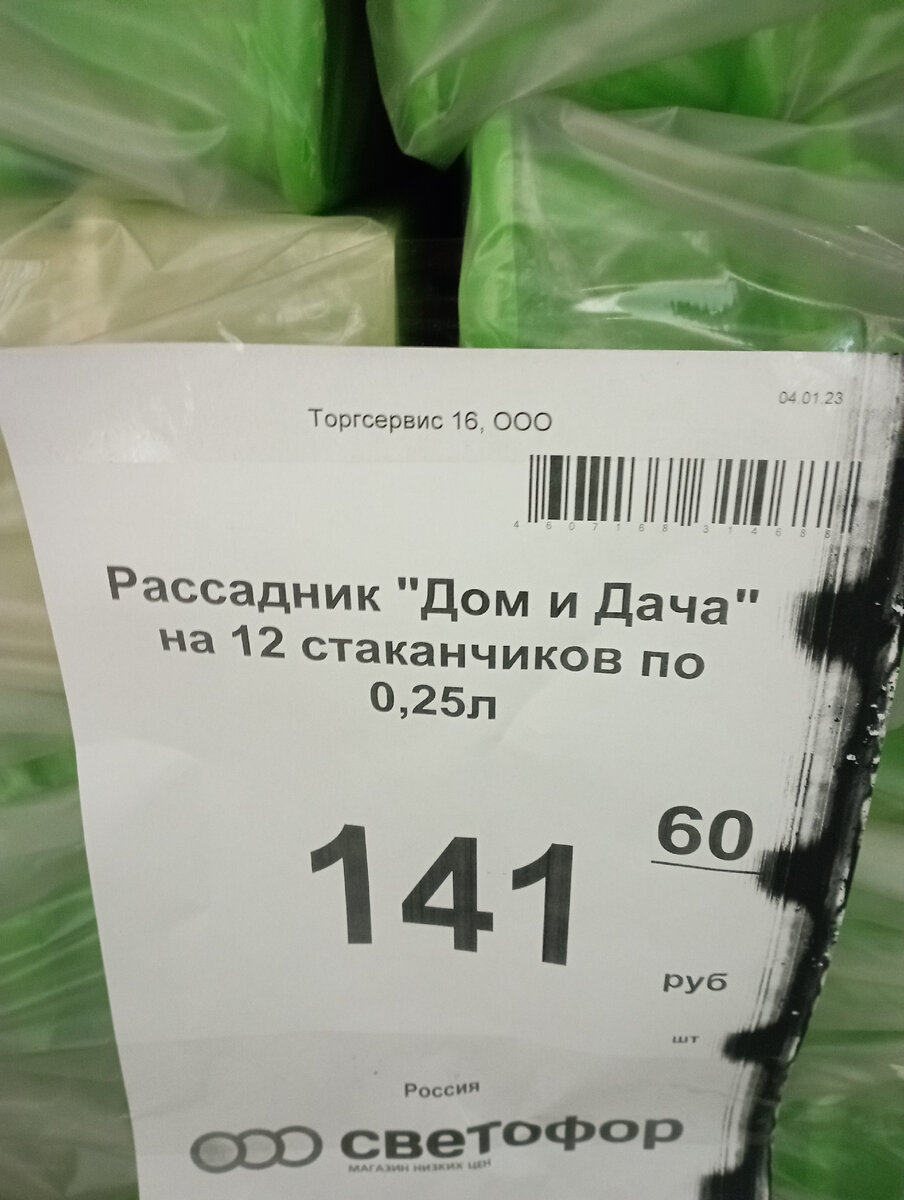 04.01.23
Торгсервис 16, ООО
4607168314688
Рассадник "Дом и Дача"
на 12 стаканчиков по
0,25л
141 60
руб
шт
Россия
светофор
МАГАЗИН НИЗКИХ ЦЕН